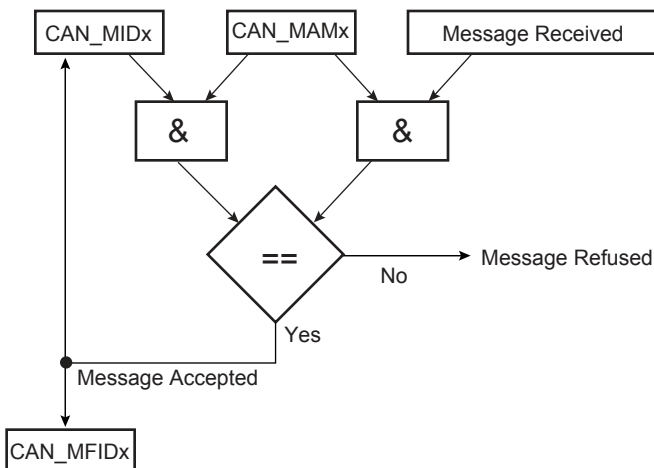 CAN_MIDx
CAN_MAMx
Message Received
&
&
==
No
Message Refused
Yes
Message Accepted
CAN_MFIDx